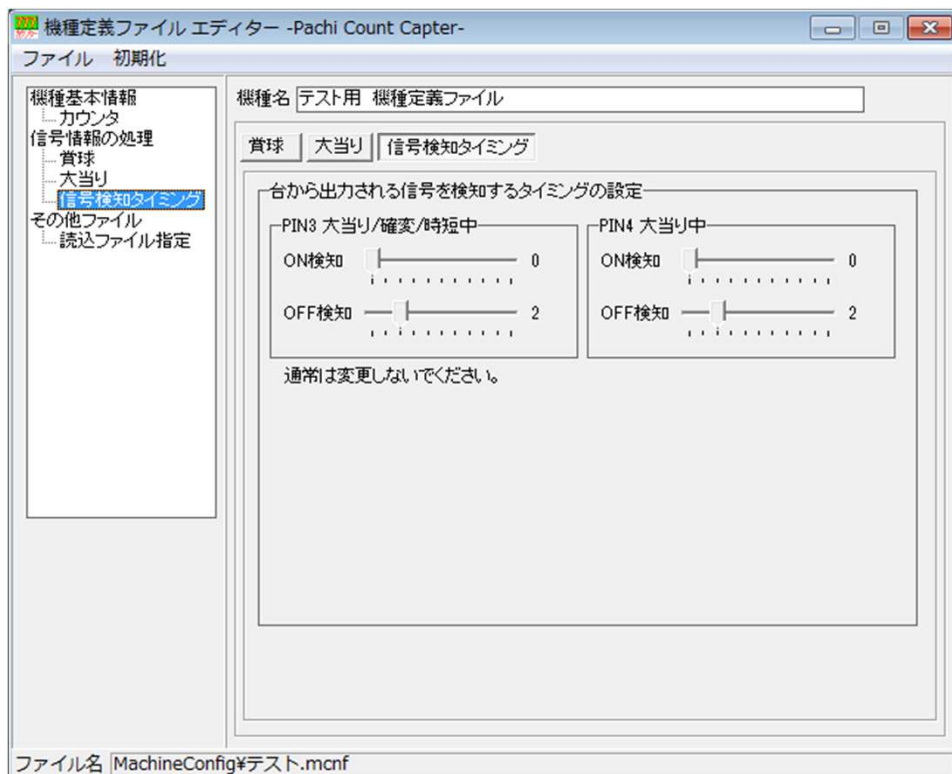 機種定義ファイル エディター -Pachi Count Capter-
ファイル 初期化
機種基本情報
カウンタ
信号情報の処理
賞球
大当り
信号検知タイミング
その他ファイル
読込ファイル指定
機種名 テスト用 機種定義ファイル
賞球 大当り 信号検知タイミング
台から出力される信号を検知するタイミングの設定
PIN3 大当り/確変/時短中
ON検知 0
OFF検知 2
PIN4 大当り中
ON検知 0
OFF検知 2
通常は変更しないでください。
ファイル名 MachineConfig¥テスト.mcnf